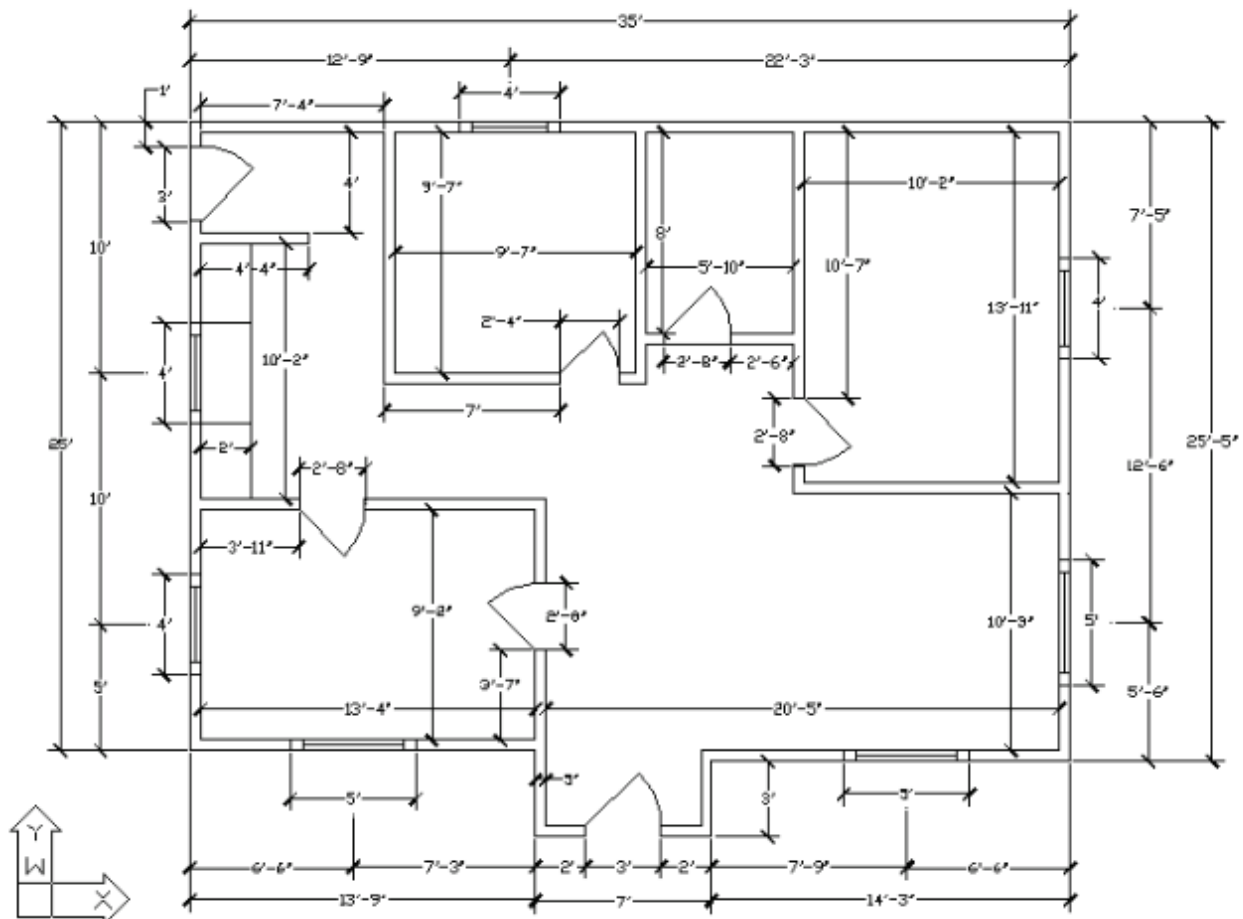 35'
12'-9" 22'-3"
1'
7'-4" 4'
3' 4' 9'-7" 10'-2" 7'-5"
10' 8'
4'-4" 9'-7" 5'-10" 10'-7"
13'-11" 4'
2'-4"
4' 10'-2" 2'-8" 2'-6"
25' 7' 25'-5"
2' 2'-8" 2'-8" 12'-6"
10'
3'-11"
4' 9'-2" 2'-8" 10'-3" 5'
5' 3'-7" 5'-6"
13'-4" 20'-5"
5' 5" 3' 5'
Y
W
X
6'-6" 7'-3" 2' 3' 2' 7'-9" 6'-6"
13'-9" 7' 14'-3"